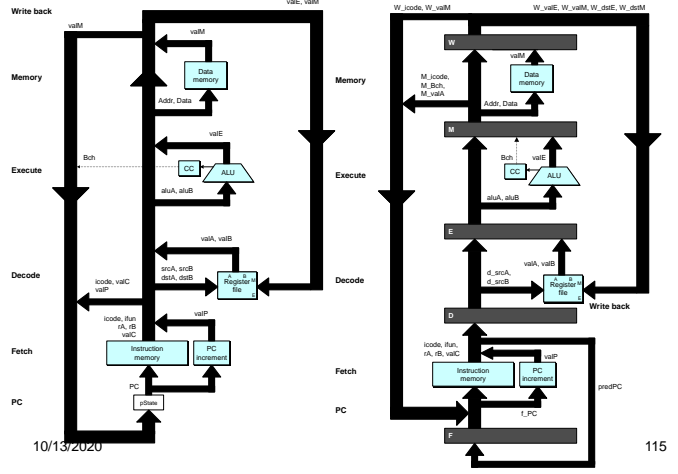 Write back
valM
valE, valM
valM
Memory
Data
memory
Addr, Data
valE
Bch
CC
ALU
Execute
aluA, aluB
valA, valB
Decode
srcA, srcB
dstA, dstB
A B
Register
file
M
E
icode, valC
valP
icode, ifun
rA, rB
valC
valP
Fetch
Instruction
memory
PC
increment
PC
PC
pState
W_icode, W_valM
W_valE, W_valM, W_dstE, W_dstM
W
valM
Memory
Data
memory
M_icode,
M_Bch,
M_valA
Addr, Data
M
Bch
valE
CC
ALU
Execute
aluA, aluB
E
valA, valB
Decode
d_srcA,
d_srcB
A B
Register
file
M
E
Write back
D
icode, ifun,
rA, rB, valC
valP
Fetch
Instruction
memory
PC
increment
predPC
PC
f_PC
F
10/13/2020
115